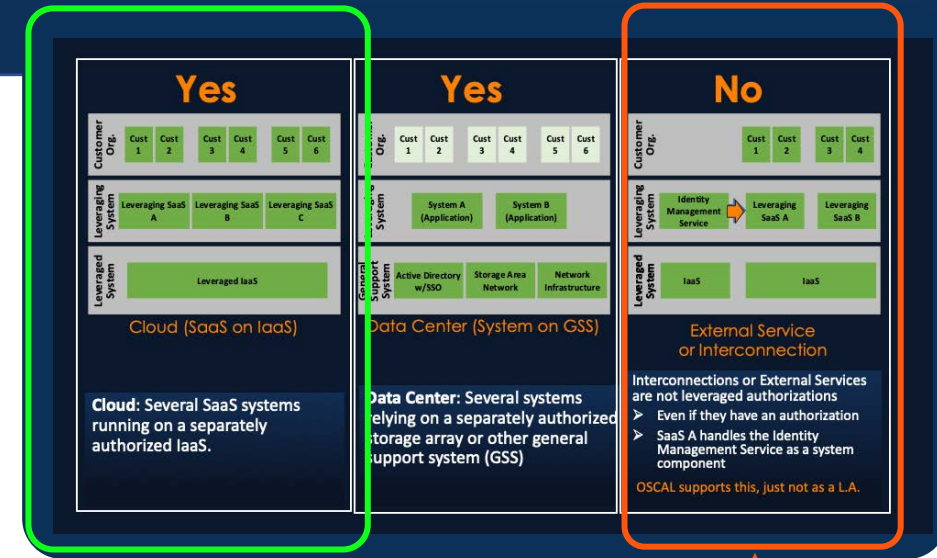 Yes
Customer
Org.
Cust
1
Cust
2
Cust
3
Cust
4
Cust
5
Cust
6
Leveraging
System
Leveraging SaaS
A
Leveraging SaaS
B
Leveraging SaaS
C
Leveraged
System
Leveraged IaaS
Cloud (SaaS on IaaS)
Cloud: Several SaaS systems
running on a separately
authorized IaaS.
Yes
Customer
Org.
Cust
1
Cust
2
Cust
3
Cust
4
Cust
5
Cust
6
Leveraging
System
System A
(Application)
System B
(Application)
General
Support
System
Active Directory
w/SSO
Storage Area
Network
Network
Infrastructure
Data Center (System on GSS)
Data Center: Several systems
relying on a separately authorized
storage array or other general
support system (GSS)
No
Customer
Org.
Cust
1
Cust
2
Cust
3
Cust
4
Leveraging
System
Identity
Management
Service
Leveraging
SaaS A
Leveraging
SaaS B
Leveraged
System
IaaS
IaaS
External Service
or Interconnection
Interconnections or External Services
are not leveraged authorizations
➢ Even if they have an authorization
➢ SaaS A handles the Identity
Management Service as a system
component
OSCAL supports this, just not as a L.A.